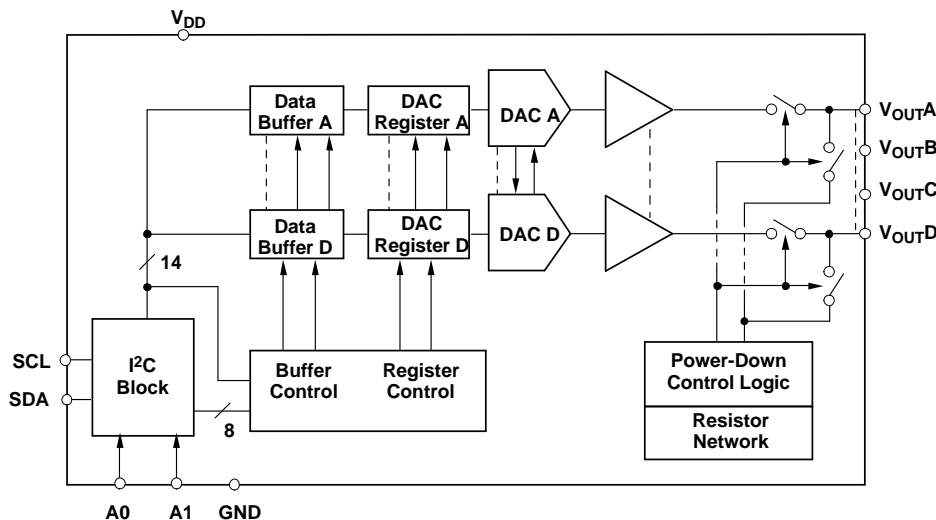 VDD
Data
Buffer A
DAC
Register A
DAC A
VOUTA
VOUTB
VOUTC
Data
Buffer D
DAC
Register D
DAC D
VOUTD
14
SCL
SDA
I²C
Block
8
Buffer
Control
Register
Control
Power-Down
Control Logic
Resistor
Network
A0
A1
GND